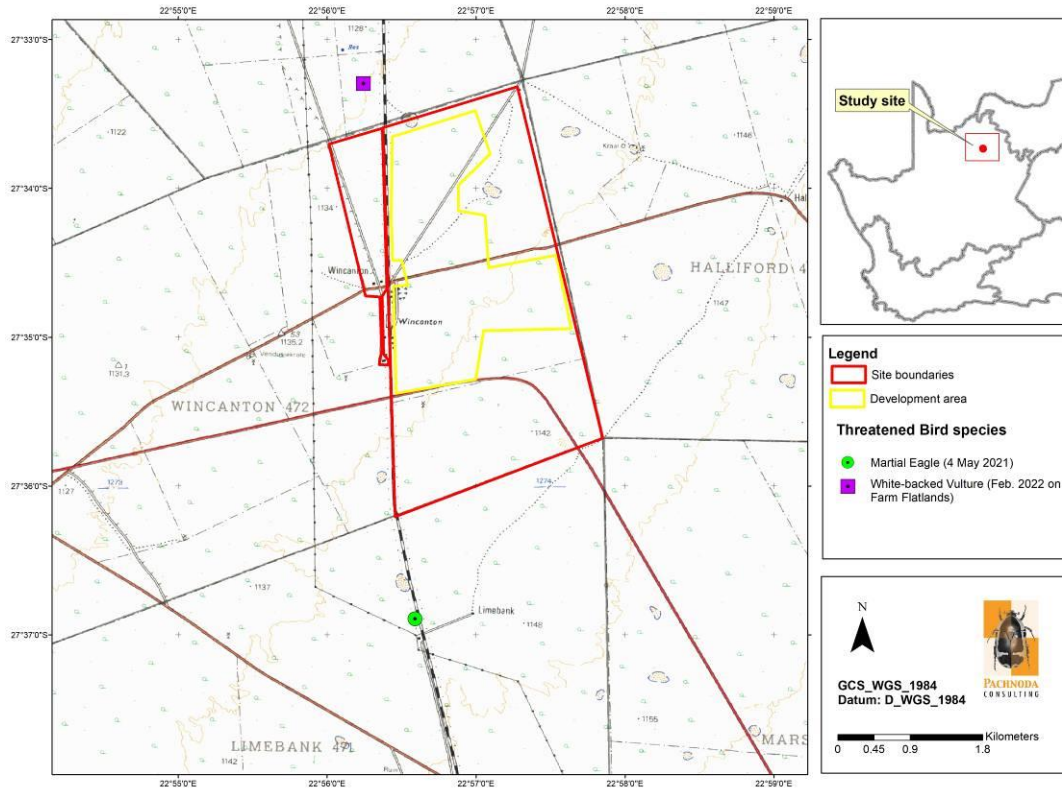 22°55'0"E
22°56'0"E
22°57'0"E
22°58'0"E
22°59'0"E
27°33'0"S
27°34'0"S
27°35'0"S
27°36'0"S
27°37'0"S
1128
1122
1146
1134
Wincanton
HALLIFORD 4
1147
Wincanton
53
1135.2
1
1131.3
WINCANTON 472
1142
1127
1273
1274
1137
Limebank
1148
1155
LIMEBANK 471
MARS
1142
22°55'0"E
22°56'0"E
22°57'0"E
22°58'0"E
22°59'0"E
Study site
Legend
Site boundaries
Development area
Threatened Bird species
Martial Eagle (4 May 2021)
White-backed Vulture (Feb. 2022 on
Farm Flatlands)
N
PACHNODA
CONSULTING
GCS_WGS_1984
Datum: D_WGS_1984
0 0.45 0.9 1.8
Kilometers